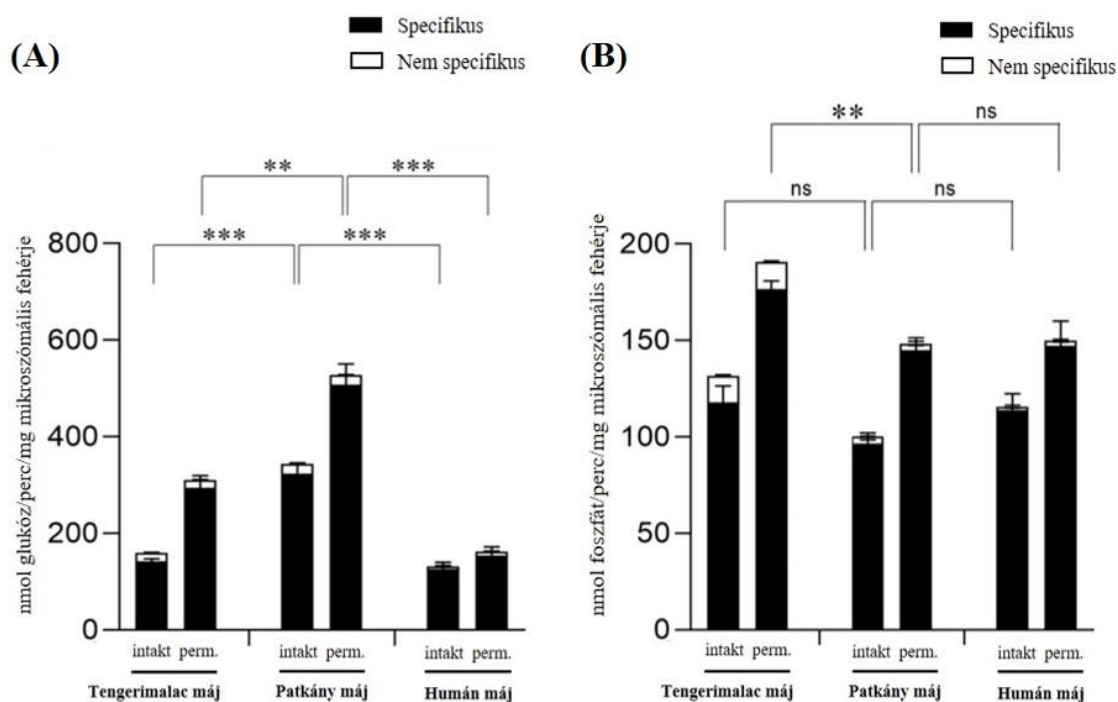 (A)
Specifikus
Nem specifikus
**
***
***
***
nmol glukóz/perc/mg mikroszómális fehérje
800
600
400
200
0
intakt perm.
intakt perm.
intakt perm.
Tengerimalac máj
Patkány máj
Humán máj
(B)
Specifikus
Nem specifikus
**
ns
ns
ns
nmol foszfát/perc/mg mikroszómális fehérje
200
150
100
50
0
intakt perm.
intakt perm.
intakt perm.
Tengerimalac máj
Patkány máj
Humán máj